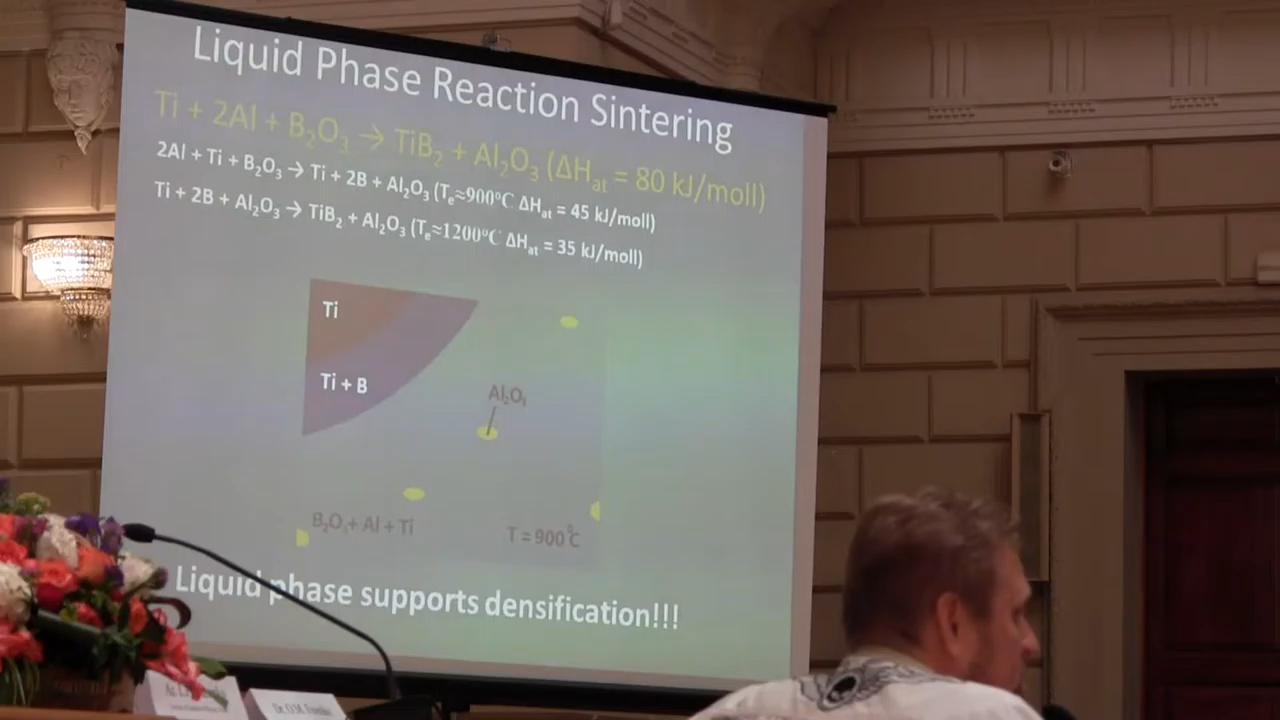 Liquid Phase Reaction Sintering
Ti + 2Al + B₂O₃ → TiB₂ + Al₂O₃ (ΔHₐₜ = 80 kJ/moll)
2Al + Ti + B₂O₃ → Ti + 2B + Al₂O₃ (Tₑ≈900°C ΔHₐₜ = 45 kJ/moll)
Ti + 2B + Al₂O₃ → TiB₂ + Al₂O₃ (Tₑ≈1200°C ΔHₐₜ = 35 kJ/moll)
Ti
Ti + B
Al₂O₃
B₂O₃+ Al + Ti
T = 900°C
Liquid phase supports densification!!!